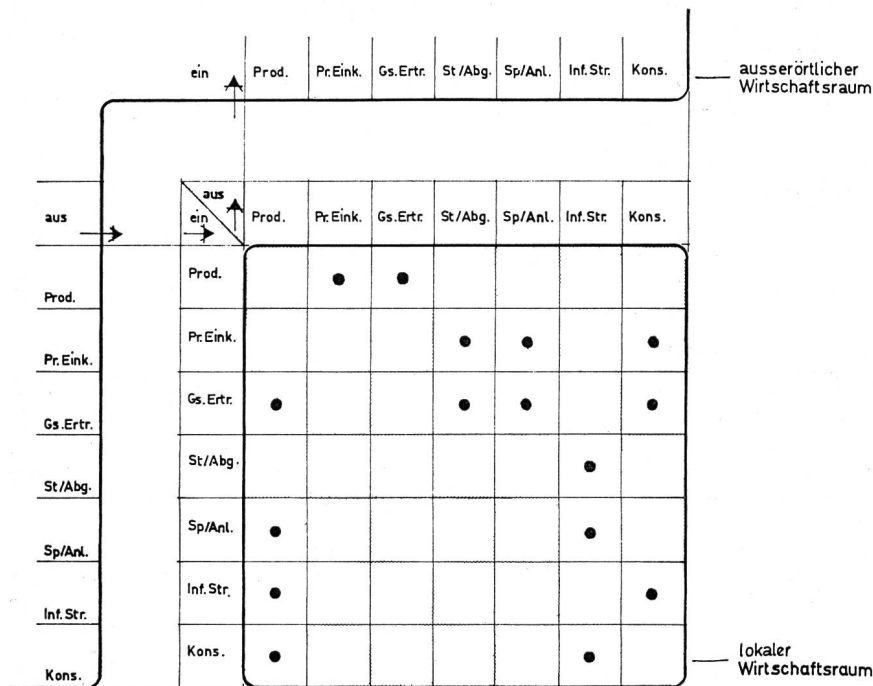 ein Prod. Pr.Eink. Gs.Ertr. St/Abg. Sp/Anl. Inf.Str. Kons.
ausserörtlicher
Wirtschaftsraum
aus
aus ein Prod. Pr.Eink. Gs.Ertr. St/Abg. Sp/Anl. Inf.Str. Kons.
Prod. Prod.
Pr.Eink. Pr.Eink.
Gs.Ertr. Gs.Ertr.
St/Abg. St/Abg.
Sp/Anl. Sp/Anl.
Inf.Str. Inf.Str.
Kons. Kons.
lokaler
Wirtschaftsraum